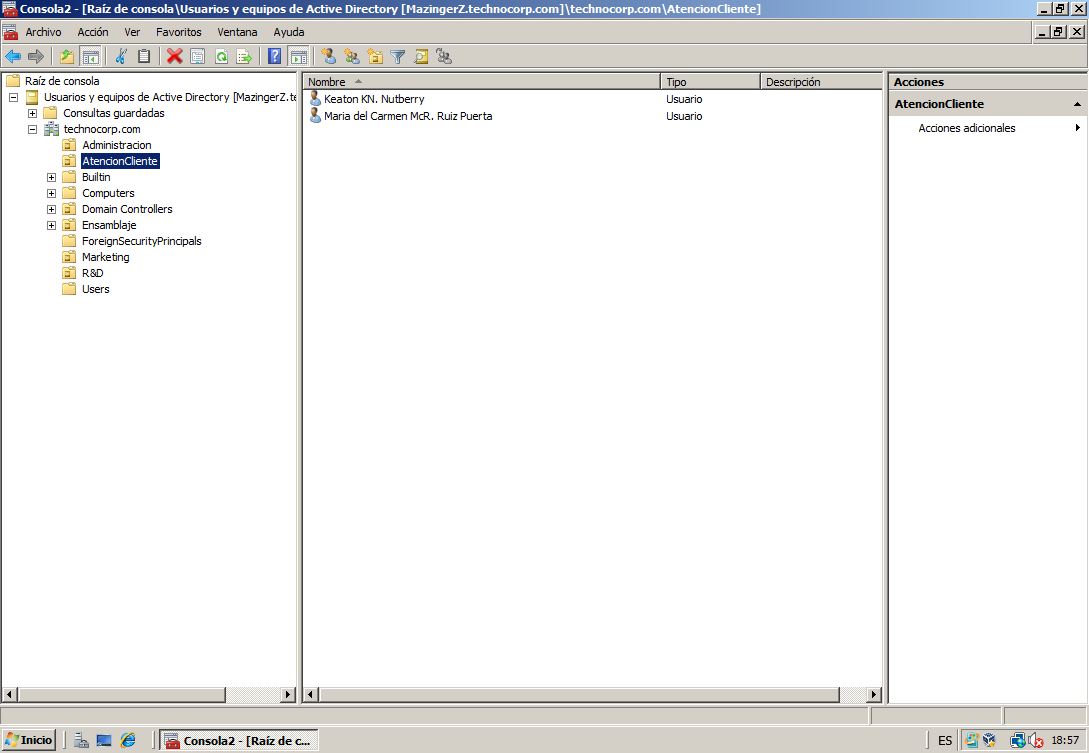 Consola2 - [Raíz de consola\Usuarios y equipos de Active Directory [MazingerZ.technocorp.com]\technocorp.com\AtencionCliente]
Archivo Acción Ver Favoritos Ventana Ayuda
Raíz de consola
Usuarios y equipos de Active Directory [MazingerZ.te
Consultas guardadas
technocorp.com
Administracion
AtencionCliente
Builtin
Computers
Domain Controllers
Ensamblaje
ForeignSecurityPrincipals
Marketing
R&D
Users
Nombre Tipo Descripción
Keaton KN. Nutberry Usuario
Maria del Carmen McR. Ruiz Puerta Usuario
Acciones
AtencionCliente
Acciones adicionales
Inicio Consola2 - [Raíz de c... ES 18:57